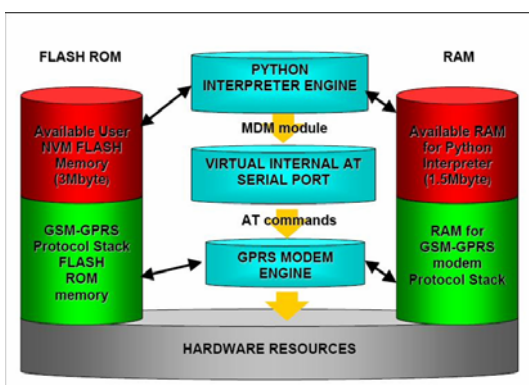 FLASH ROM
RAM
PYTHON
INTERPRETER ENGINE
MDM module
VIRTUAL INTERNAL AT
SERIAL PORT
AT commands
GPRS MODEM
ENGINE
Available User
NVM FLASH
Memory
(3Mbyte)
GSM-GPRS
Protocol Stack
FLASH
ROM
memory
Available RAM
for Python
Interpreter
(1.5Mbyte)
RAM for
GSM-GPRS
modem
Protocol Stack
HARDWARE RESOURCES